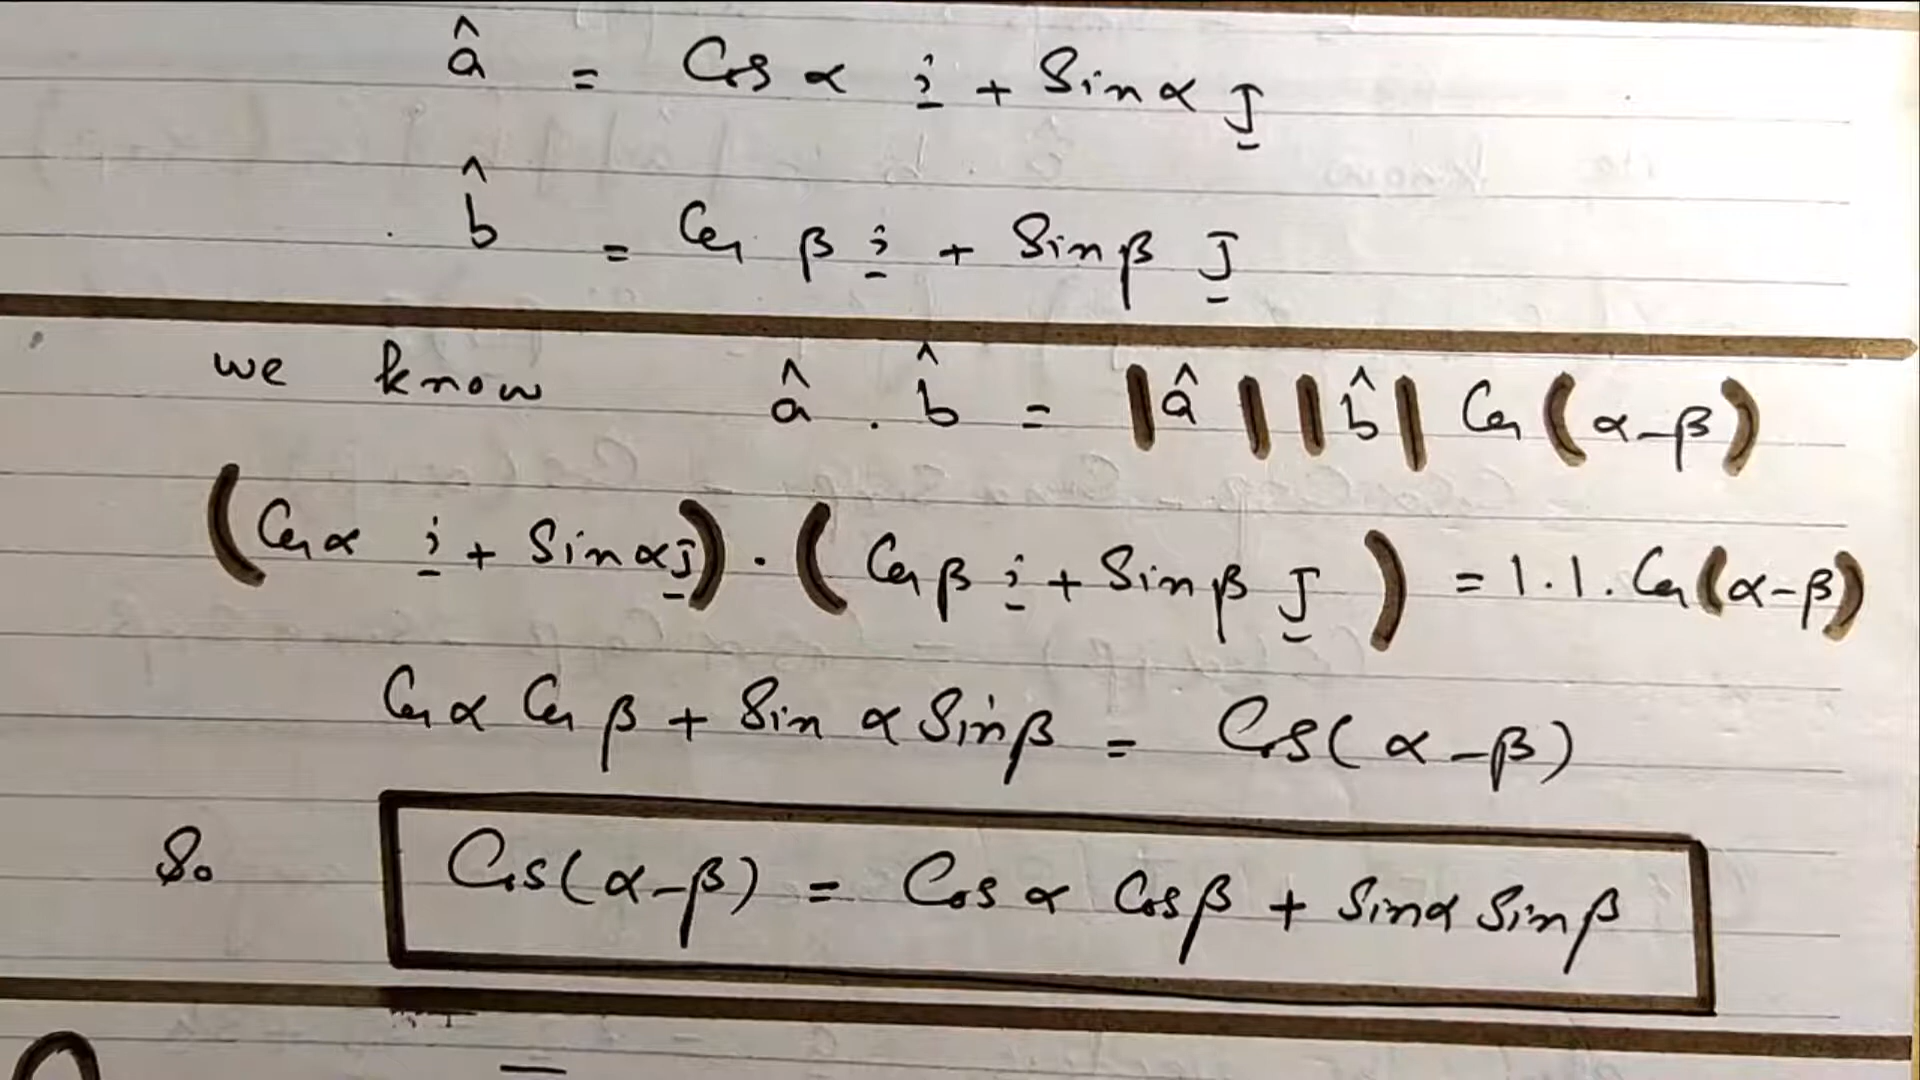 â = Cos α i + Sin α J
b̂ = Cos β i + Sin β J
we know â . b̂ = |â| |b̂| Cos (α-β)
(Cos α i + Sin α J) . (Cos β i + Sin β J) = 1.1. Cos (α-β)
Cos α Cos β + Sin α Sin β = Cos(α-β)
So Cos(α-β) = Cos α Cos β + Sin α Sin β